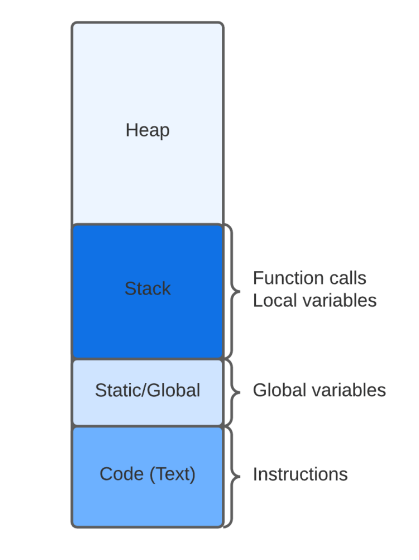 Heap
Stack
Function calls
Local variables
Static/Global
Global variables
Code (Text)
Instructions